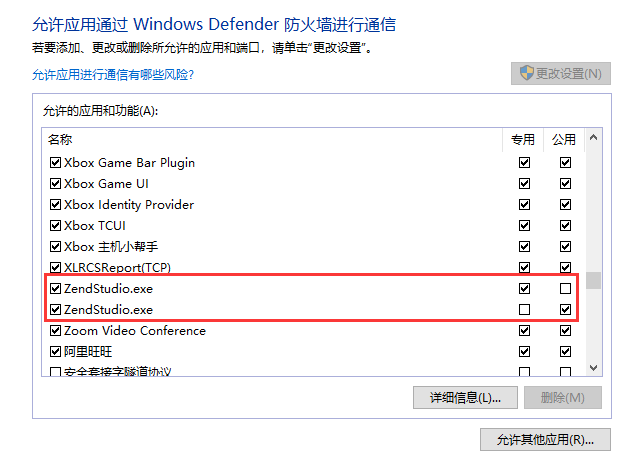 允许应用通过 Windows Defender 防火墙进行通信
若要添加、更改或删除所允许的应用和端口，请单击"更改设置"。
允许应用进行通信有哪些风险?
更改设置(N)
允许的应用和功能(A):
名称 专用 公用
Xbox Game Bar Plugin
Xbox Game UI
Xbox Identity Provider
Xbox TCUI
Xbox 主机小帮手
XLRCSReport(TCP)
ZendStudio.exe
ZendStudio.exe
Zoom Video Conference
阿里旺旺
安全套接字隧道协议
详细信息(L)... 删除(M)
允许其他应用(R)...